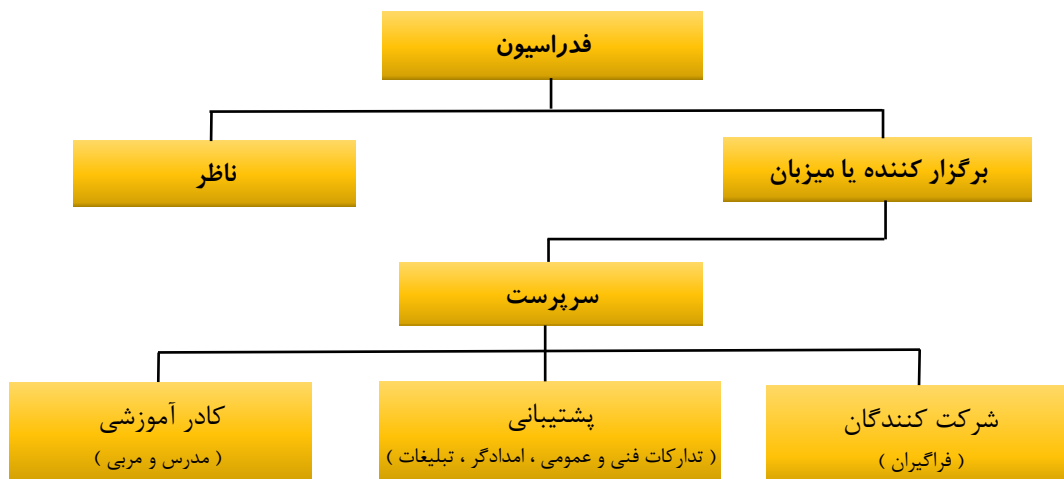 فدراسیون
برگزار کننده یا میزبان
ناظر
سرپرست
شرکت کنندگان
( فراگیران )
پشتیبانی
( تدارکات فنی و عمومی ، امدادگر ، تبلیغات )
کادر آموزشی
( مدرس و مربی )